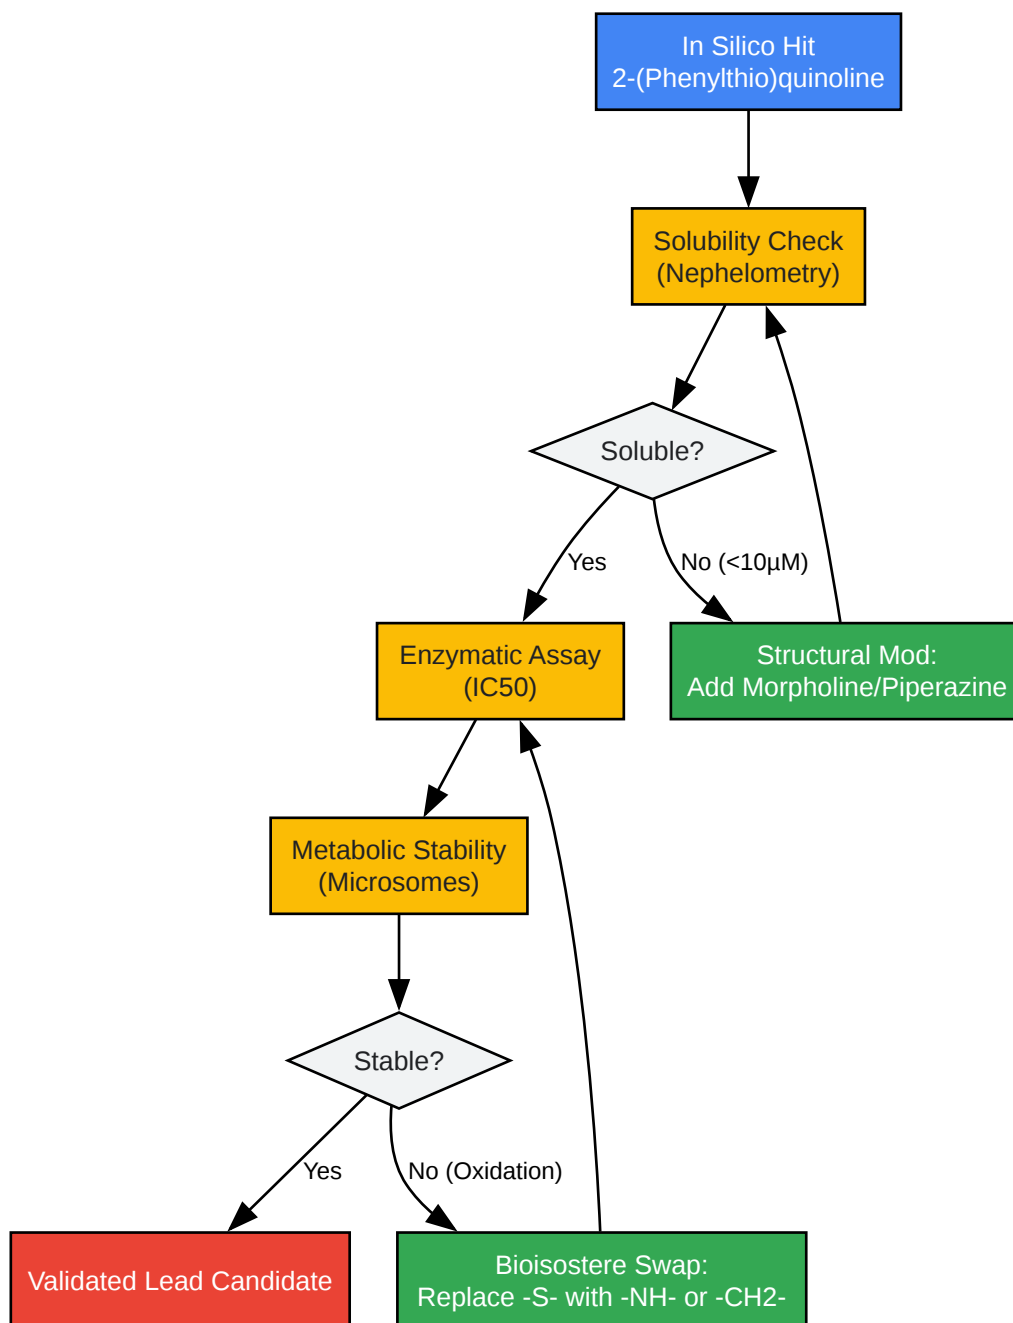 In Silico Hit
2-(Phenylthio)quinoline
Solubility Check
(Nephelometry)
Soluble?
Yes
No (<10µM)
Enzymatic Assay
(IC50)
Structural Mod:
Add Morpholine/Piperazine
Metabolic Stability
(Microsomes)
Stable?
Yes
No (Oxidation)
Validated Lead Candidate
Bioisostere Swap:
Replace -S- with -NH- or -CH2-